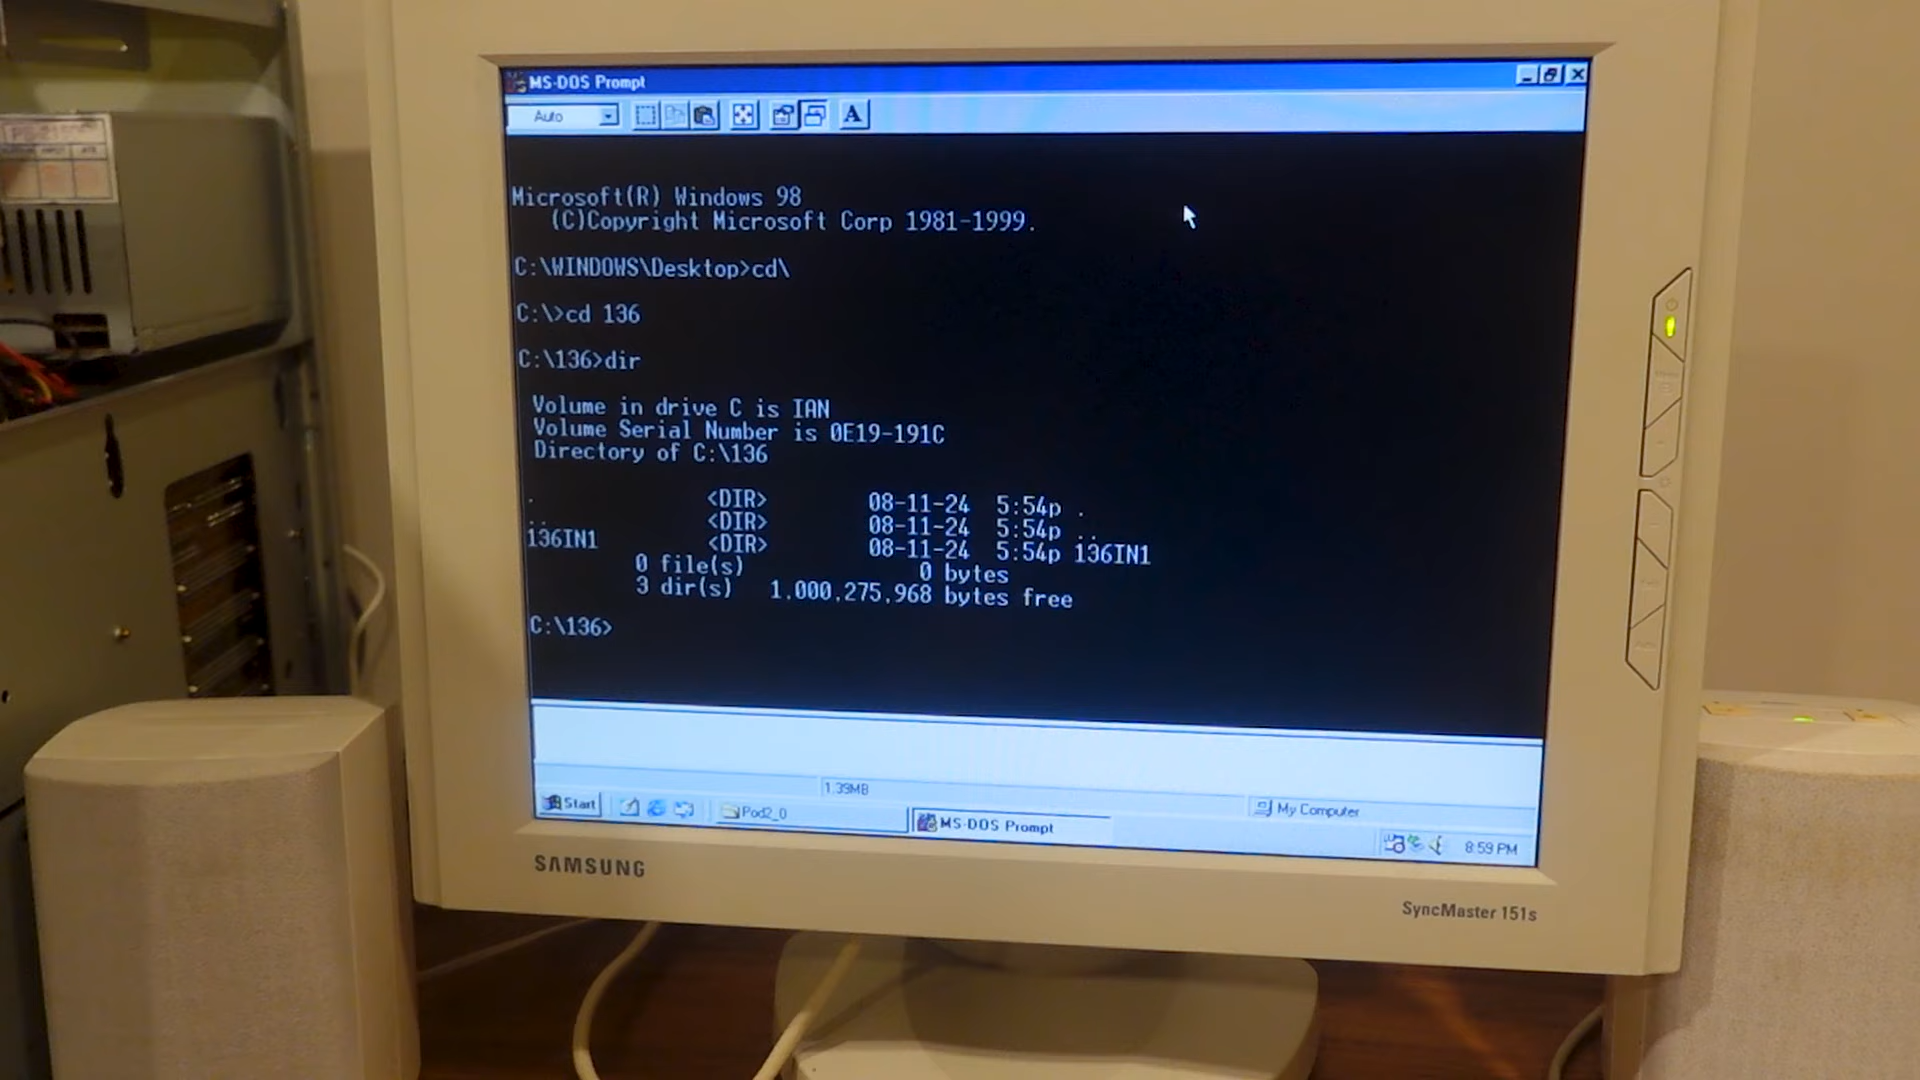 MS-DOS Prompt
Auto
A
Microsoft(R) Windows 98
(C)Copyright Microsoft Corp 1981-1999.
C:\WINDOWS\Desktop>cd\
C:\>cd 136
C:\136>dir
Volume in drive C is IAN
Volume Serial Number is 0E19-191C
Directory of C:\136
. <DIR> 08-11-24 5:54p .
.. <DIR> 08-11-24 5:54p ..
136IN1 <DIR> 08-11-24 5:54p 136IN1
0 file(s) 0 bytes
3 dir(s) 1,000,275,968 bytes free
C:\136>
1.39MB
My Computer
Start
Pod2_0
MS-DOS Prompt
8:59 PM
SAMSUNG
SyncMaster 151s